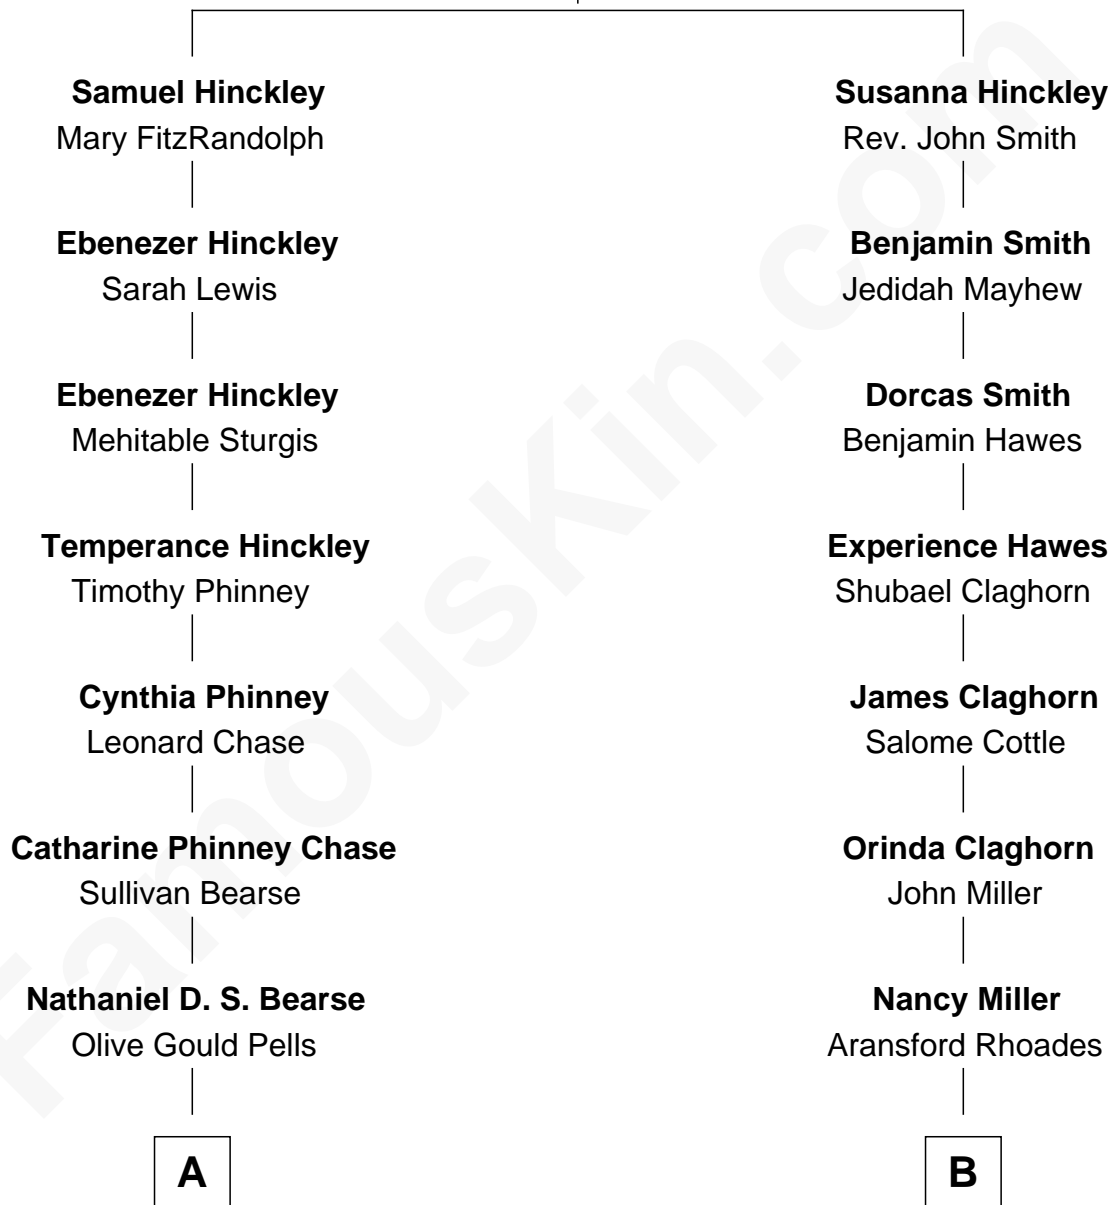 Samuel Hinckley
Mary FitzRandolph
Ebenezer Hinckley
Sarah Lewis
Ebenezer Hinckley
Mehitable Sturgis
Temperance Hinckley
Timothy Phinney
Cynthia Phinney
Leonard Chase
Catharine Phinney Chase
Sullivan Bearse
Nathaniel D. S. Bearse
Olive Gould Pells
A
Susanna Hinckley
Rev. John Smith
Benjamin Smith
Jedidah Mayhew
Dorcas Smith
Benjamin Hawes
Experience Hawes
Shubael Claghorn
James Claghorn
Salome Cottle
Orinda Claghorn
John Miller
Nancy Miller
Aransford Rhoades
B
FamousKin.com